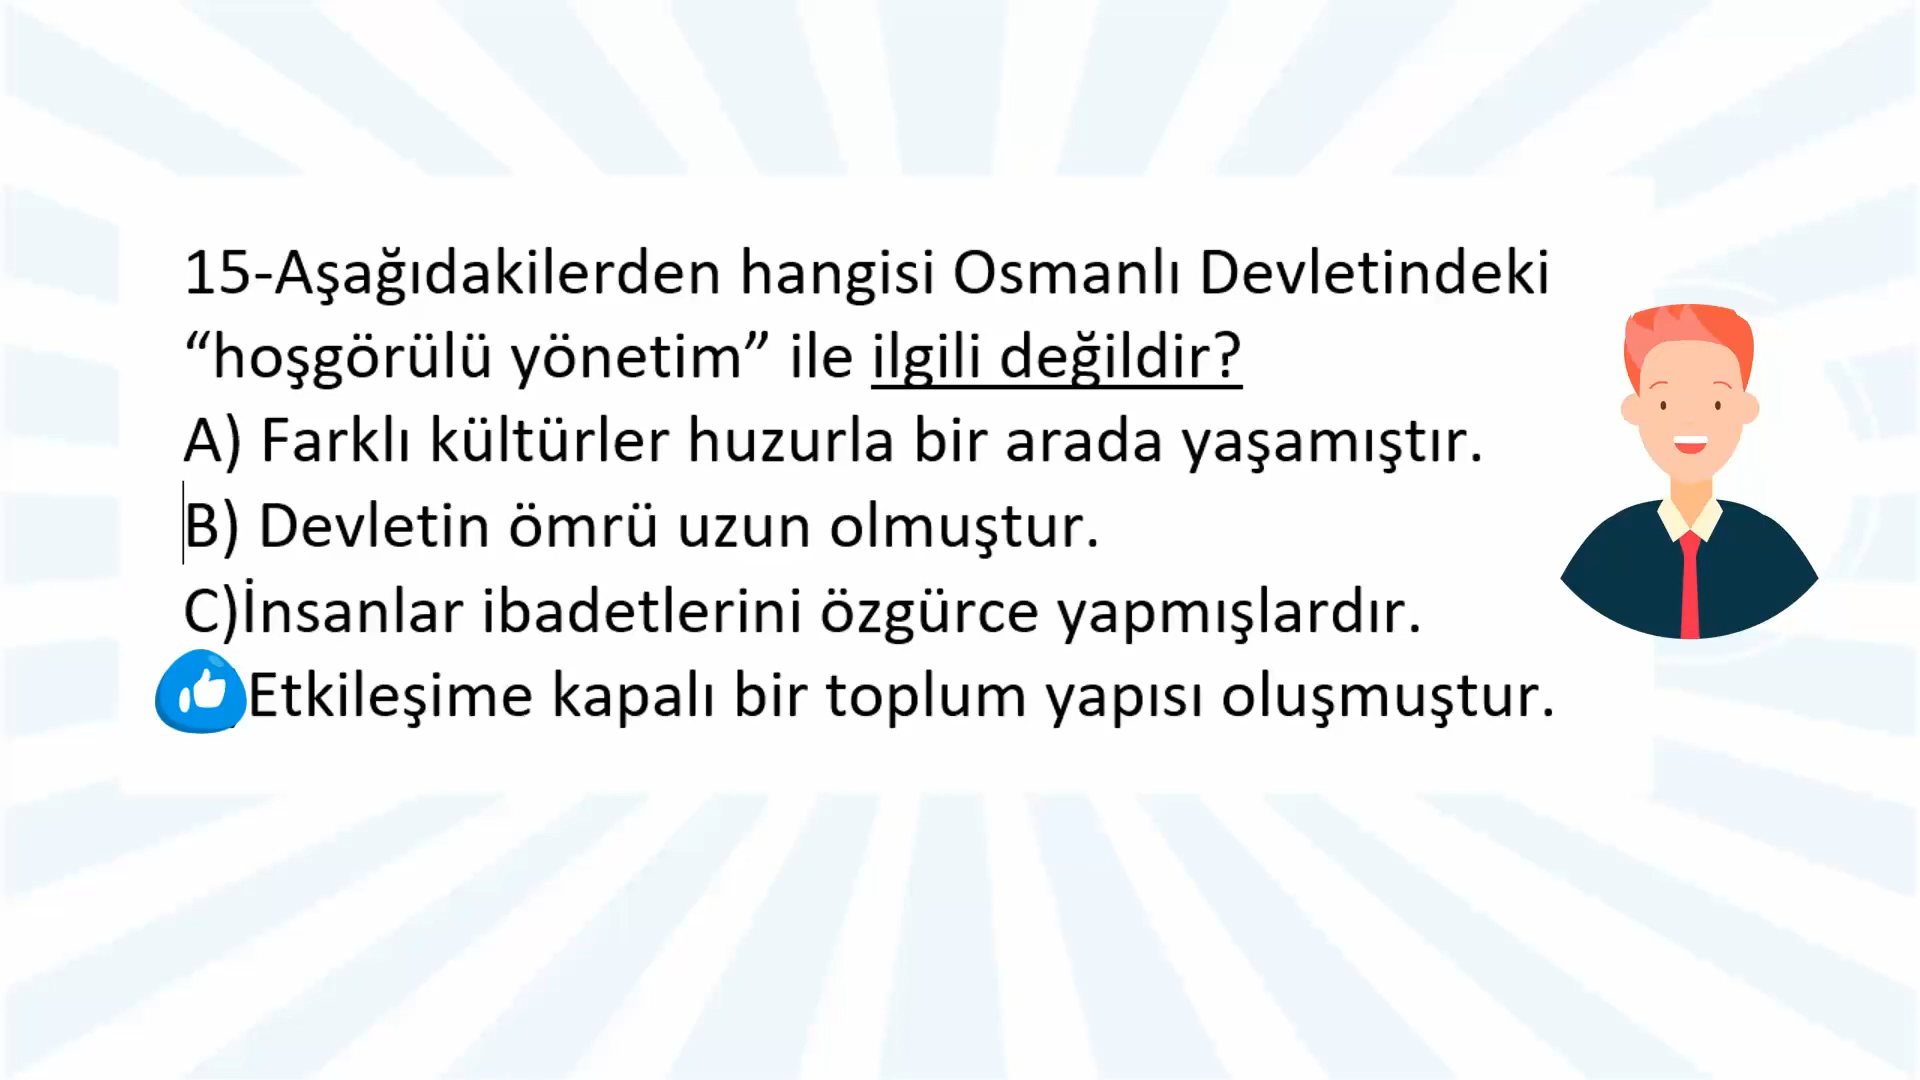 15-Aşağıdakilerden hangisi Osmanlı Devletindeki
“hoşgörülü yönetim” ile ilgili değildir?
A) Farklı kültürler huzurla bir arada yaşamıştır.
B) Devletin ömrü uzun olmuştur.
C)İnsanlar ibadetlerini özgürce yapmışlardır.
Etkileşime kapalı bir toplum yapısı oluşmuştur.